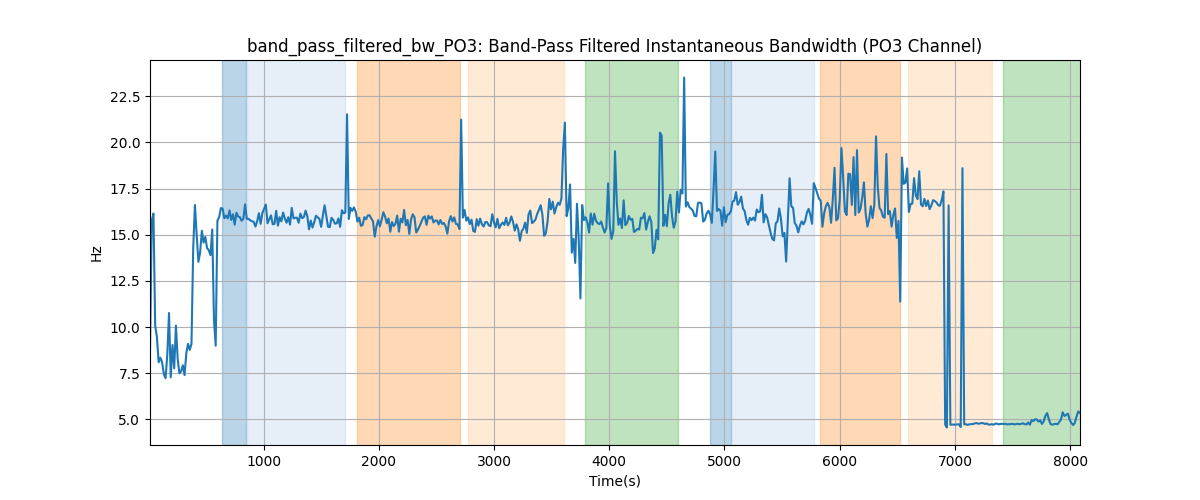 band_pass_filtered_bw_PO3: Band-Pass Filtered Instantaneous Bandwidth (PO3 Channel)
22.5
20.0
17.5
15.0
12.5
10.0
7.5
5.0
Hz
1000 2000 3000 4000 5000 6000 7000 8000
Time(s)